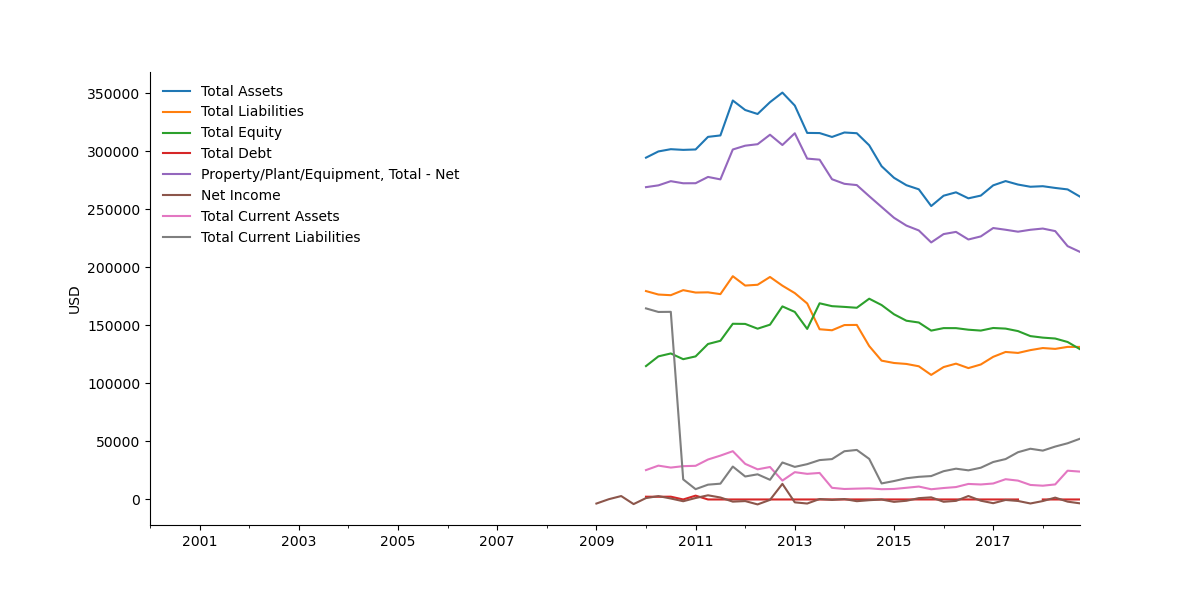 350000
300000
250000
200000
150000
100000
50000
0
USD
Total Assets
Total Liabilities
Total Equity
Total Debt
Property/Plant/Equipment, Total - Net
Net Income
Total Current Assets
Total Current Liabilities
2001
2003
2005
2007
2009
2011
2013
2015
2017